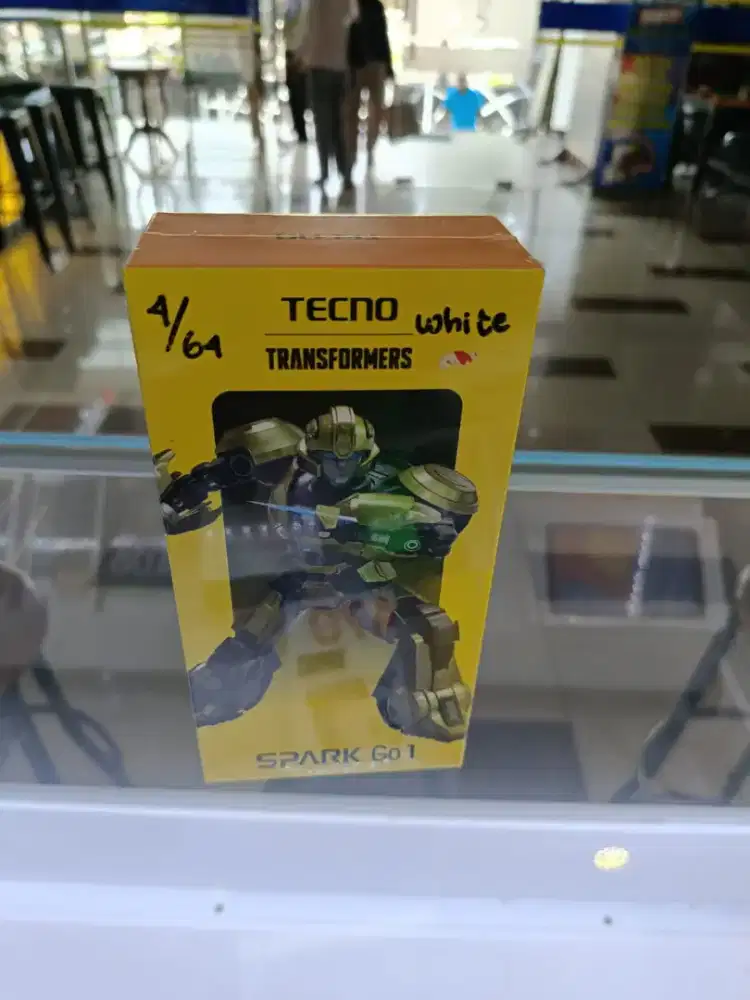 4/64
TECNO
white
TRANSFORMERS
SPARK Go 1